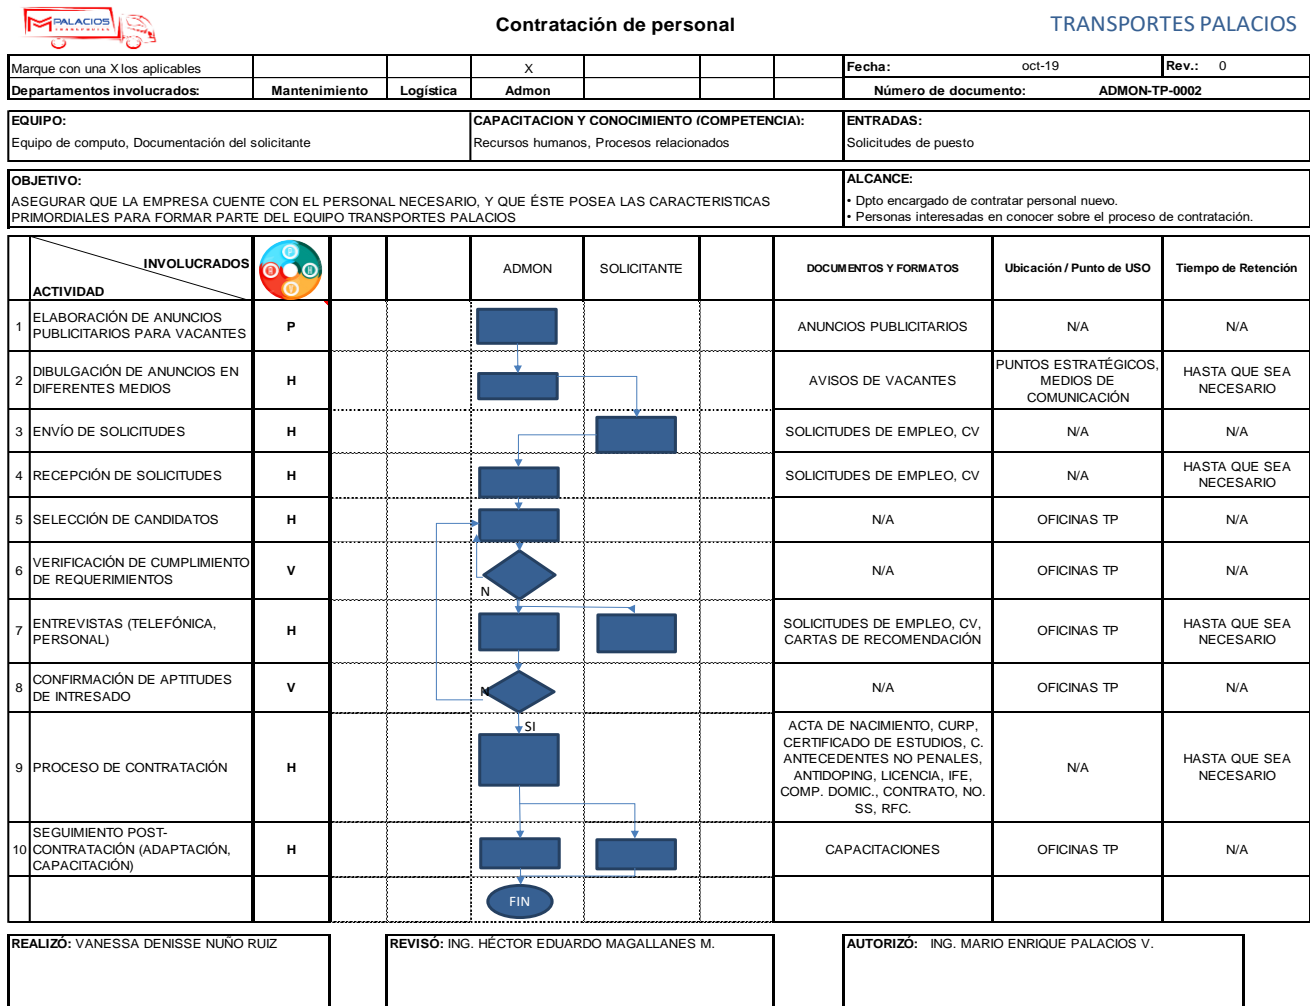 PALACIOS
TRANSPORTES
Contratación de personal
TRANSPORTES PALACIOS
Marque con una X los aplicables
X
Fecha: oct-19 Rev.: 0
Departamentos involucrados: Mantenimiento Logística Admon
Número de documento: ADMON-TP-0002
EQUIPO:
Equipo de computo, Documentación del solicitante
CAPACITACION Y CONOCIMIENTO (COMPETENCIA):
Recursos humanos, Procesos relacionados
ENTRADAS:
Solicitudes de puesto
OBJETIVO:
ASEGURAR QUE LA EMPRESA CUENTE CON EL PERSONAL NECESARIO, Y QUE ÉSTE POSEA LAS CARACTERISTICAS
PRIMORDIALES PARA FORMAR PARTE DEL EQUIPO TRANSPORTES PALACIOS
ALCANCE:
• Dpto encargado de contratar personal nuevo.
• Personas interesadas en conocer sobre el proceso de contratación.
INVOLUCRADOS
ACTIVIDAD
P
H
V
ADMON
SOLICITANTE
DOCUMENTOS Y FORMATOS
Ubicación / Punto de USO
Tiempo de Retención
1 ELABORACIÓN DE ANUNCIOS
PUBLICITARIOS PARA VACANTES
P
ANUNCIOS PUBLICITARIOS
N/A
N/A
2 DIBULGACIÓN DE ANUNCIOS EN
DIFERENTES MEDIOS
H
AVISOS DE VACANTES
PUNTOS ESTRATÉGICOS,
MEDIOS DE
COMUNICACIÓN
HASTA QUE SEA
NECESARIO
3 ENVÍO DE SOLICITUDES
H
SOLICITUDES DE EMPLEO, CV
N/A
N/A
4 RECEPCIÓN DE SOLICITUDES
H
SOLICITUDES DE EMPLEO, CV
N/A
HASTA QUE SEA
NECESARIO
5 SELECCIÓN DE CANDIDATOS
H
N/A
OFICINAS TP
N/A
6 VERIFICACIÓN DE CUMPLIMIENTO
DE REQUERIMIENTOS
V
N
N/A
OFICINAS TP
N/A
7 ENTREVISTAS (TELEFÓNICA,
PERSONAL)
H
SOLICITUDES DE EMPLEO, CV,
CARTAS DE RECOMENDACIÓN
OFICINAS TP
HASTA QUE SEA
NECESARIO
8 CONFIRMACIÓN DE APTITUDES
DE INTRESADO
V
N
N/A
OFICINAS TP
N/A
SI
9 PROCESO DE CONTRATACIÓN
H
ACTA DE NACIMIENTO, CURP,
CERTIFICADO DE ESTUDIOS, C.
ANTECEDENTES NO PENALES,
ANTIDOPING, LICENCIA, IFE,
COMP. DOMIC., CONTRATO, NO.
SS, RFC.
N/A
HASTA QUE SEA
NECESARIO
10 SEGUIMIENTO POST-
CONTRATACIÓN (ADAPTACIÓN,
CAPACITACIÓN)
H
CAPACITACIONES
OFICINAS TP
N/A
FIN
REALIZÓ: VANESSA DENISSE NUÑO RUIZ
REVISÓ: ING. HÉCTOR EDUARDO MAGALLANES M.
AUTORIZÓ: ING. MARIO ENRIQUE PALACIOS V.